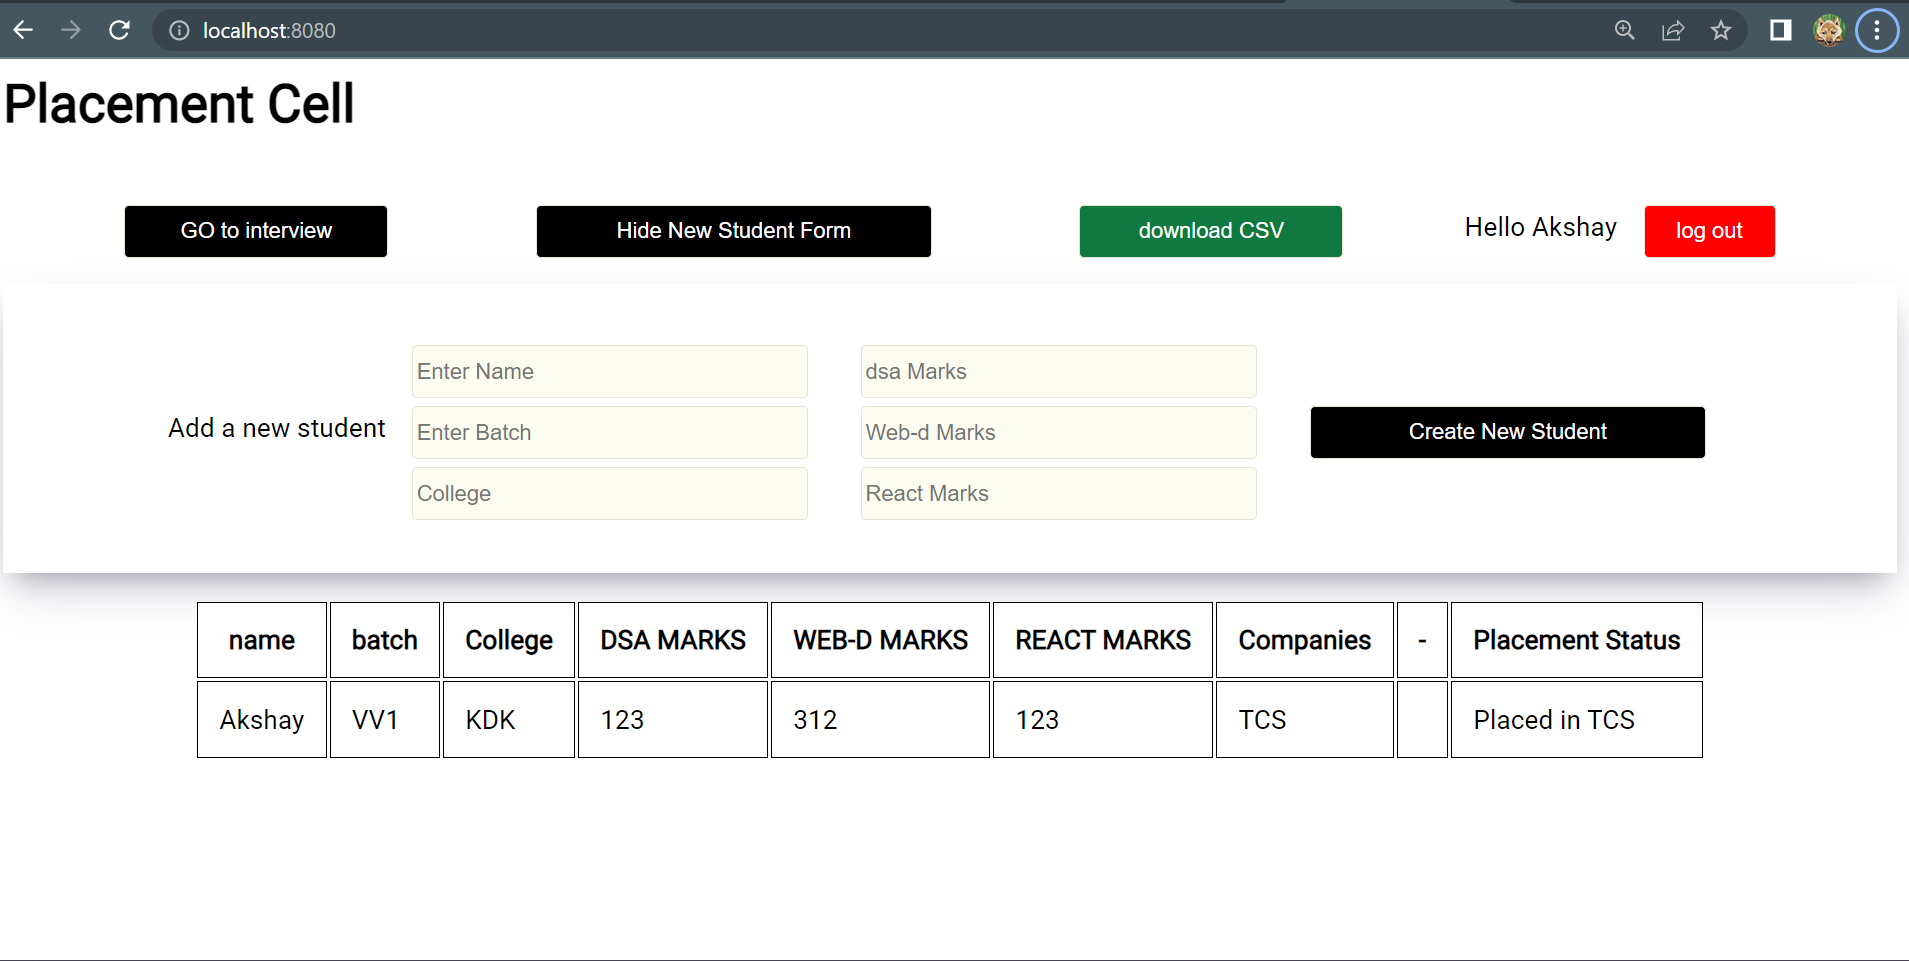 localhost:8080
Placement Cell
GO to interview Hide New Student Form download CSV Hello Akshay log out
Enter Name dsa Marks
Add a new student Enter Batch Web-d Marks Create New Student
College React Marks
name batch College DSA MARKS WEB-D MARKS REACT MARKS Companies - Placement Status
Akshay VV1 KDK 123 312 123 TCS Placed in TCS